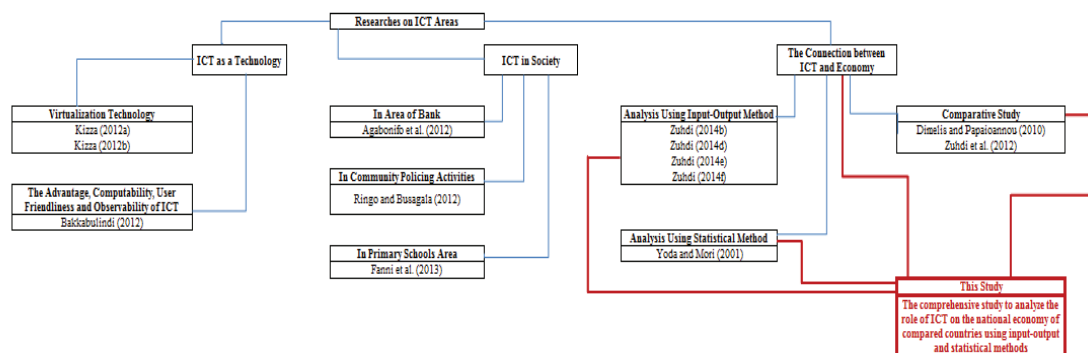 Researches on ICT Areas
ICT as a Technology
ICT in Society
The Connection between
ICT and Economy
Virtualization Technology
Kizza (2012a)
Kizza (2012b)
The Advantage, Computability, User
Friendliness and Observability of ICT
Bakkabulindi (2012)
In Area of Bank
Agabonifo et al. (2012)
In Community Policing Activities
Ringo and Busagala (2012)
In Primary Schools Area
Fanni et al. (2013)
Analysis Using Input-Output Method
Zuhdi (2014b)
Zuhdi (2014d)
Zuhdi (2014e)
Zuhdi (2014f)
Analysis Using Statistical Method
Yoda and Mori (2001)
Comparative Study
Dimelis and Papaioannou (2010)
Zuhdi et al. (2012)
This Study
The comprehensive study to analyze the
role of ICT on the national economy of
compared countries using input-output
and statistical methods